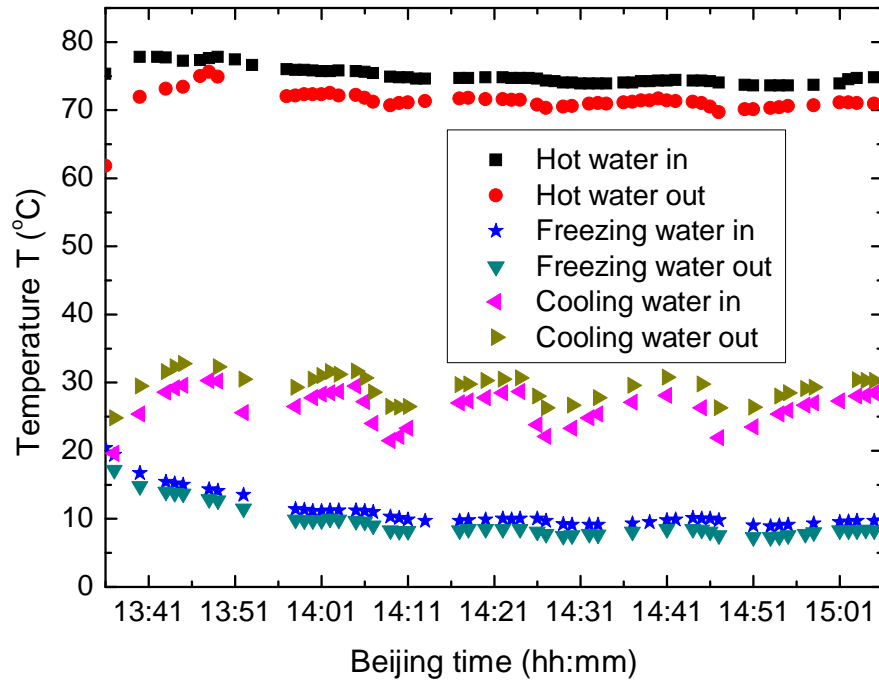 80
70
60
50
40
30
20
10
0
Temperature T (°C)
Hot water in
Hot water out
Freezing water in
Freezing water out
Cooling water in
Cooling water out
13:41 13:51 14:01 14:11 14:21 14:31 14:41 14:51 15:01
Beijing time (hh:mm)